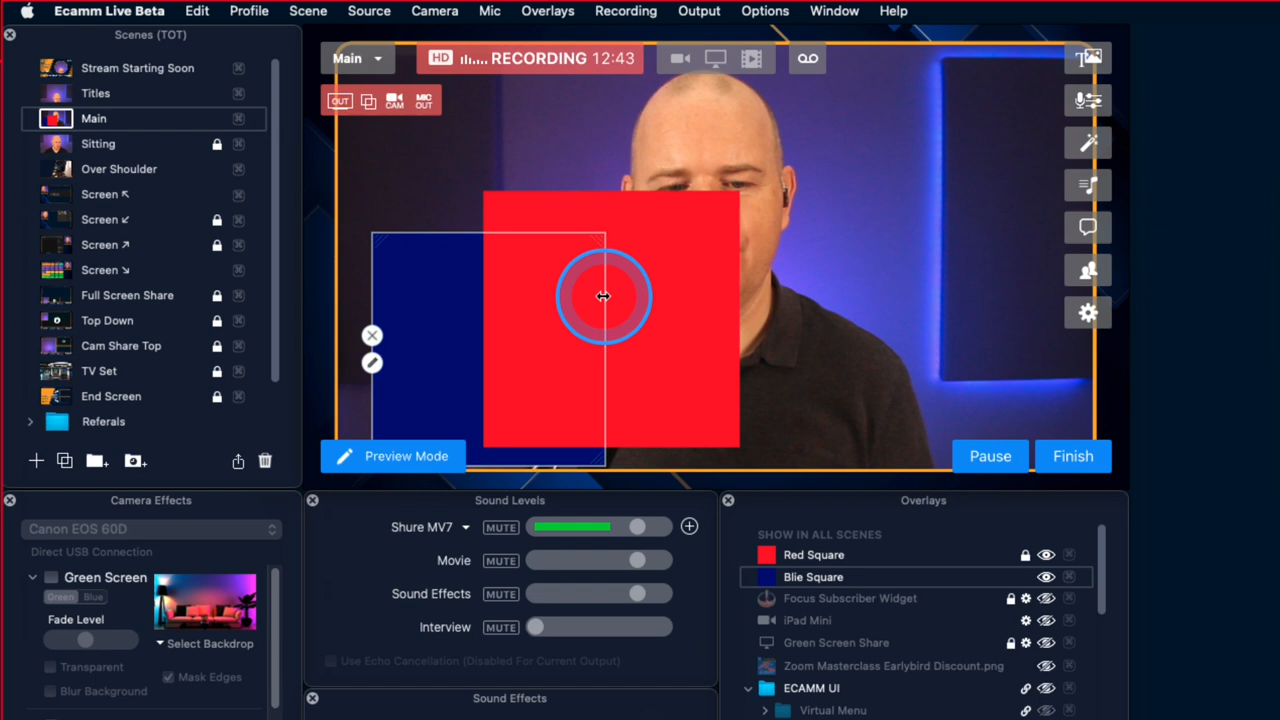 Ecamm Live Beta Edit Profile Scene Source Camera Mic Overlays Recording Output Options Window Help
Scenes (TOT)
Stream Starting Soon
Titles
Main
Sitting
Over Shoulder
Screen ↖
Screen ↙
Screen ↗
Screen ↘
Full Screen Share
Top Down
Cam Share Top
TV Set
End Screen
Referals
Main
HD RECORDING 12:43
OUT
CAM
MIC OUT
T
Preview Mode
Pause
Finish
Camera Effects
Canon EOS 60D
Direct USB Connection
Green Screen
Green Blue
Fade Level
Select Backdrop
Transparent
Mask Edges
Blur Background
Sound Levels
Shure MV7 MUTE
Movie MUTE
Sound Effects MUTE
Interview MUTE
Use Echo Cancellation (Disabled For Current Output)
Sound Effects
Overlays
SHOW IN ALL SCENES
Red Square
Blie Square
Focus Subscriber Widget
iPad Mini
Green Screen Share
Zoom Masterclass Earlybird Discount.png
ECAMM UI
Virtual Menu